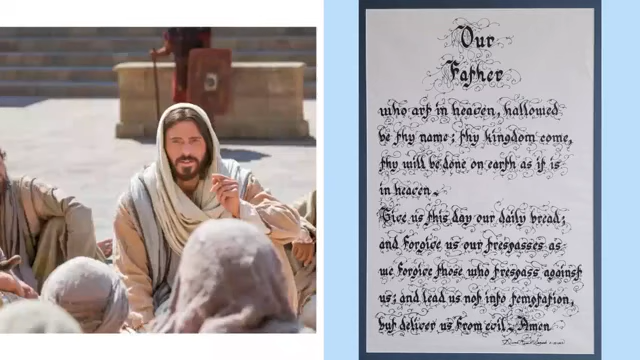 Our
Father
who art in heaven, hallowed
be thy name; thy kingdom come,
thy will be done on earth as it is
in heaven.
Give us this day our daily bread;
and forgive us our trespasses as
we forgive those who trespass against
us; and lead us not into temptation,
but deliver us from evil. Amen